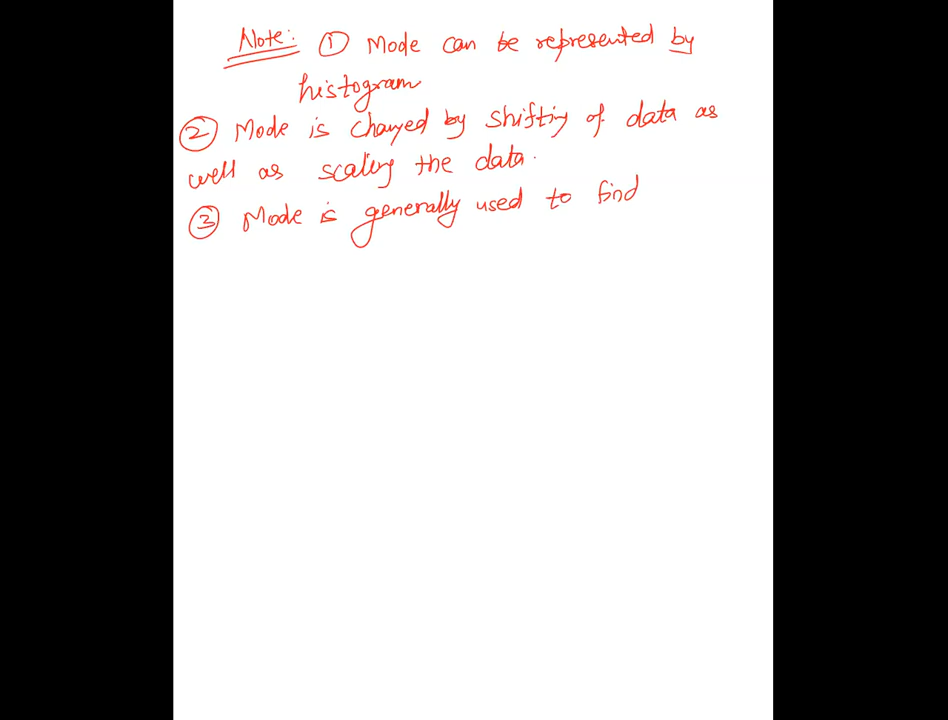 Note: ① Mode can be represented by
histogram
② Mode is changed by shifting of data as
well as scaling the data.
③ Mode is generally used to find